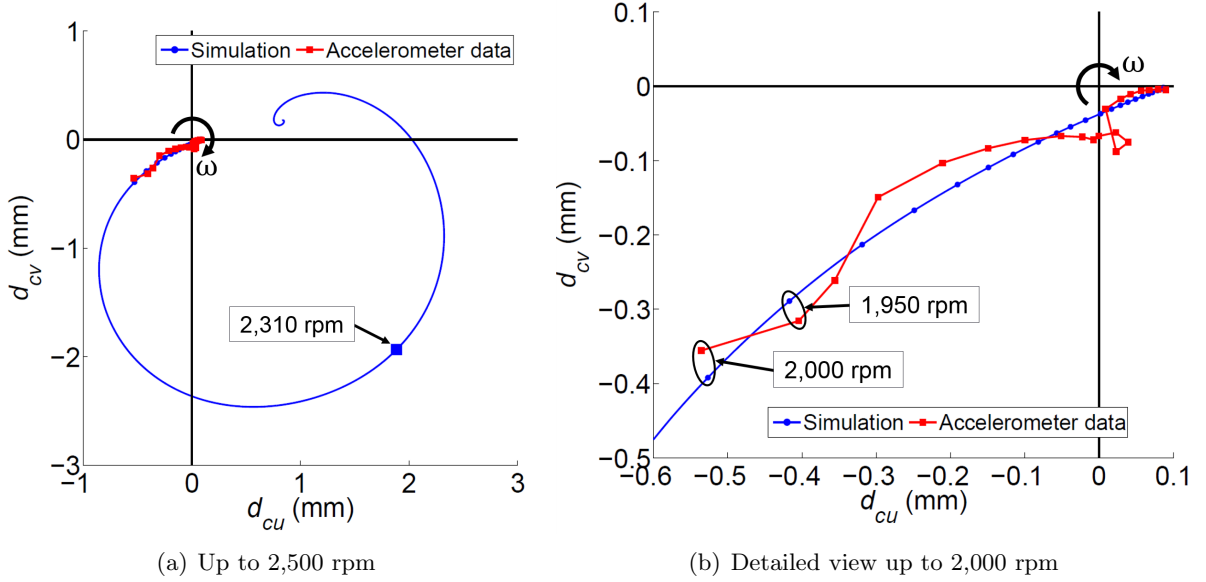 1
Simulation
Accelerometer data
0
ω
−1
2,310 rpm
−2
−3
−1 0 1 2 3
d_cv (mm)
d_cu (mm)
(a) Up to 2,500 rpm
0.1
ω
0
−0.1
−0.2
−0.3
1,950 rpm
2,000 rpm
−0.4
Simulation
Accelerometer data
−0.5
−0.6 −0.5 −0.4 −0.3 −0.2 −0.1 0 0.1
d_cv (mm)
d_cu (mm)
(b) Detailed view up to 2,000 rpm